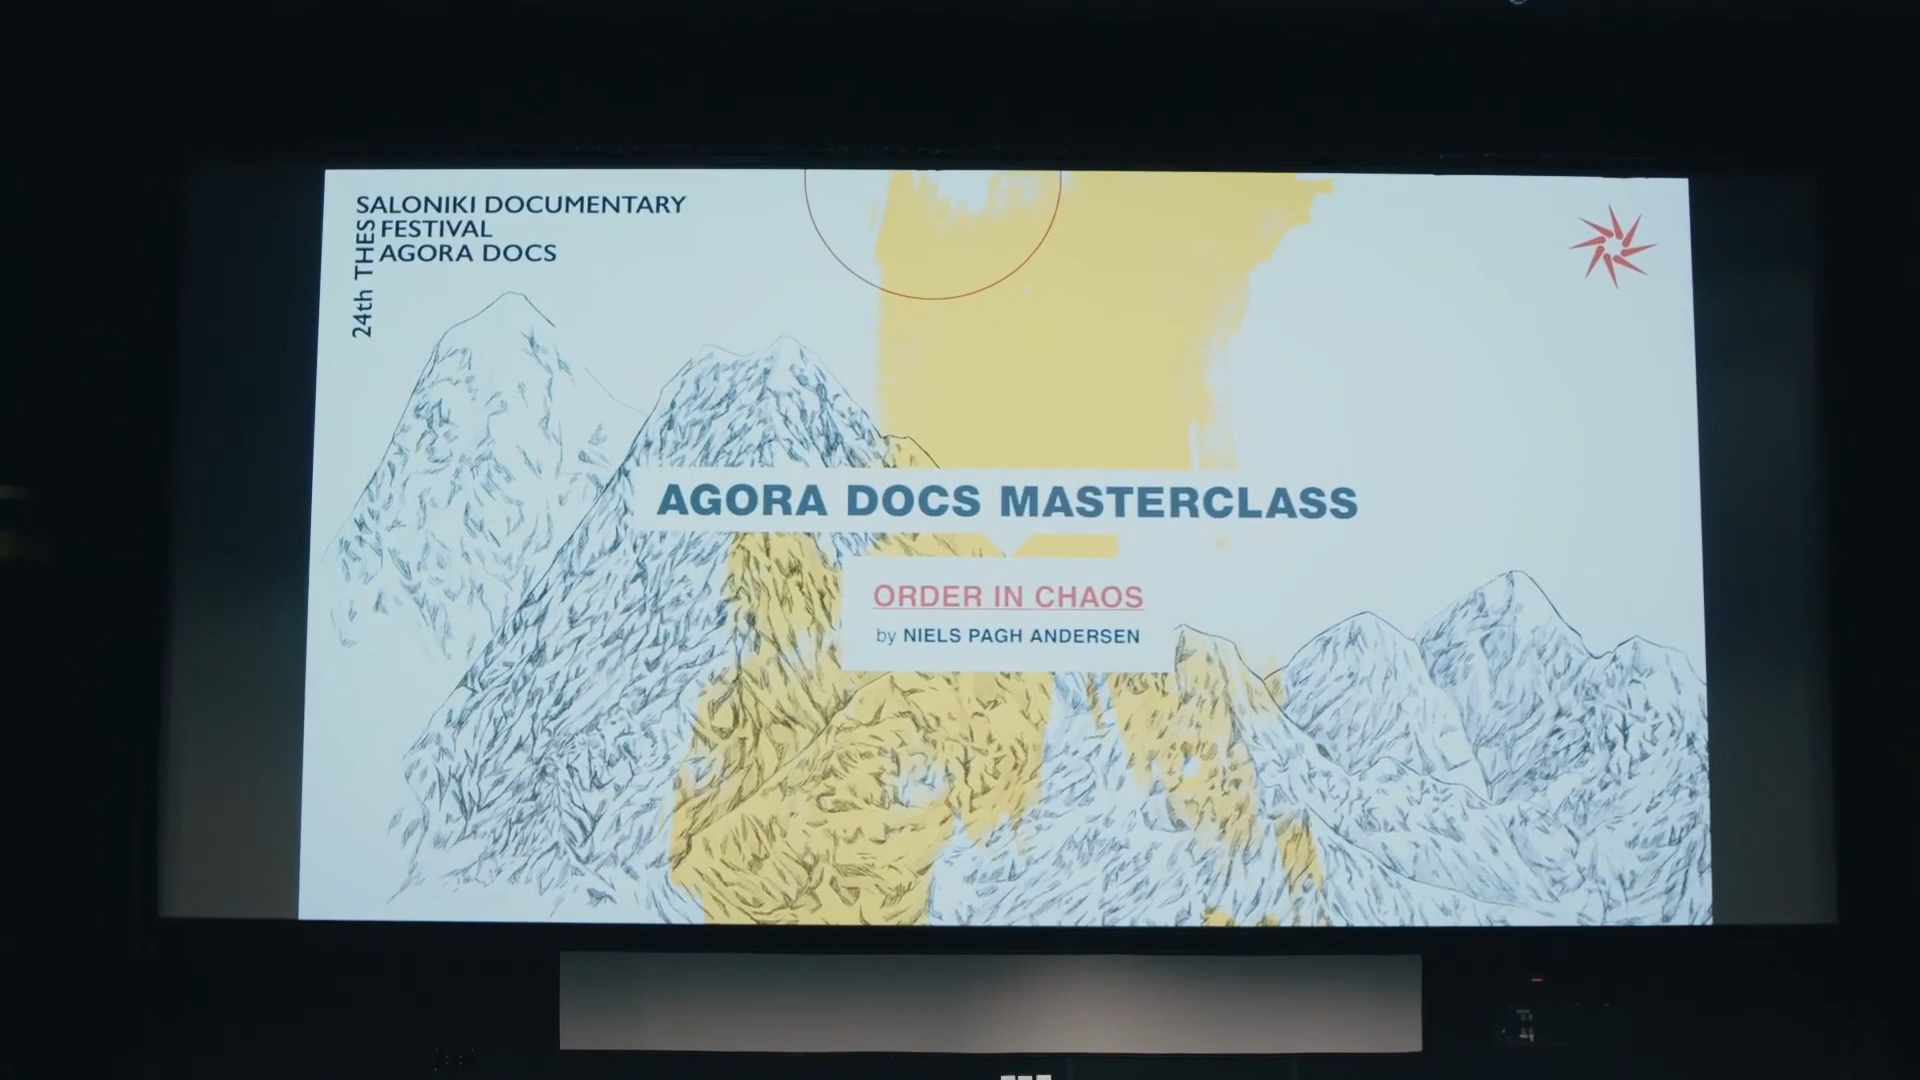 24th THESSALONIKI DOCUMENTARY
FESTIVAL
AGORA DOCS
AGORA DOCS MASTERCLASS
ORDER IN CHAOS
by NIELS PAGH ANDERSEN